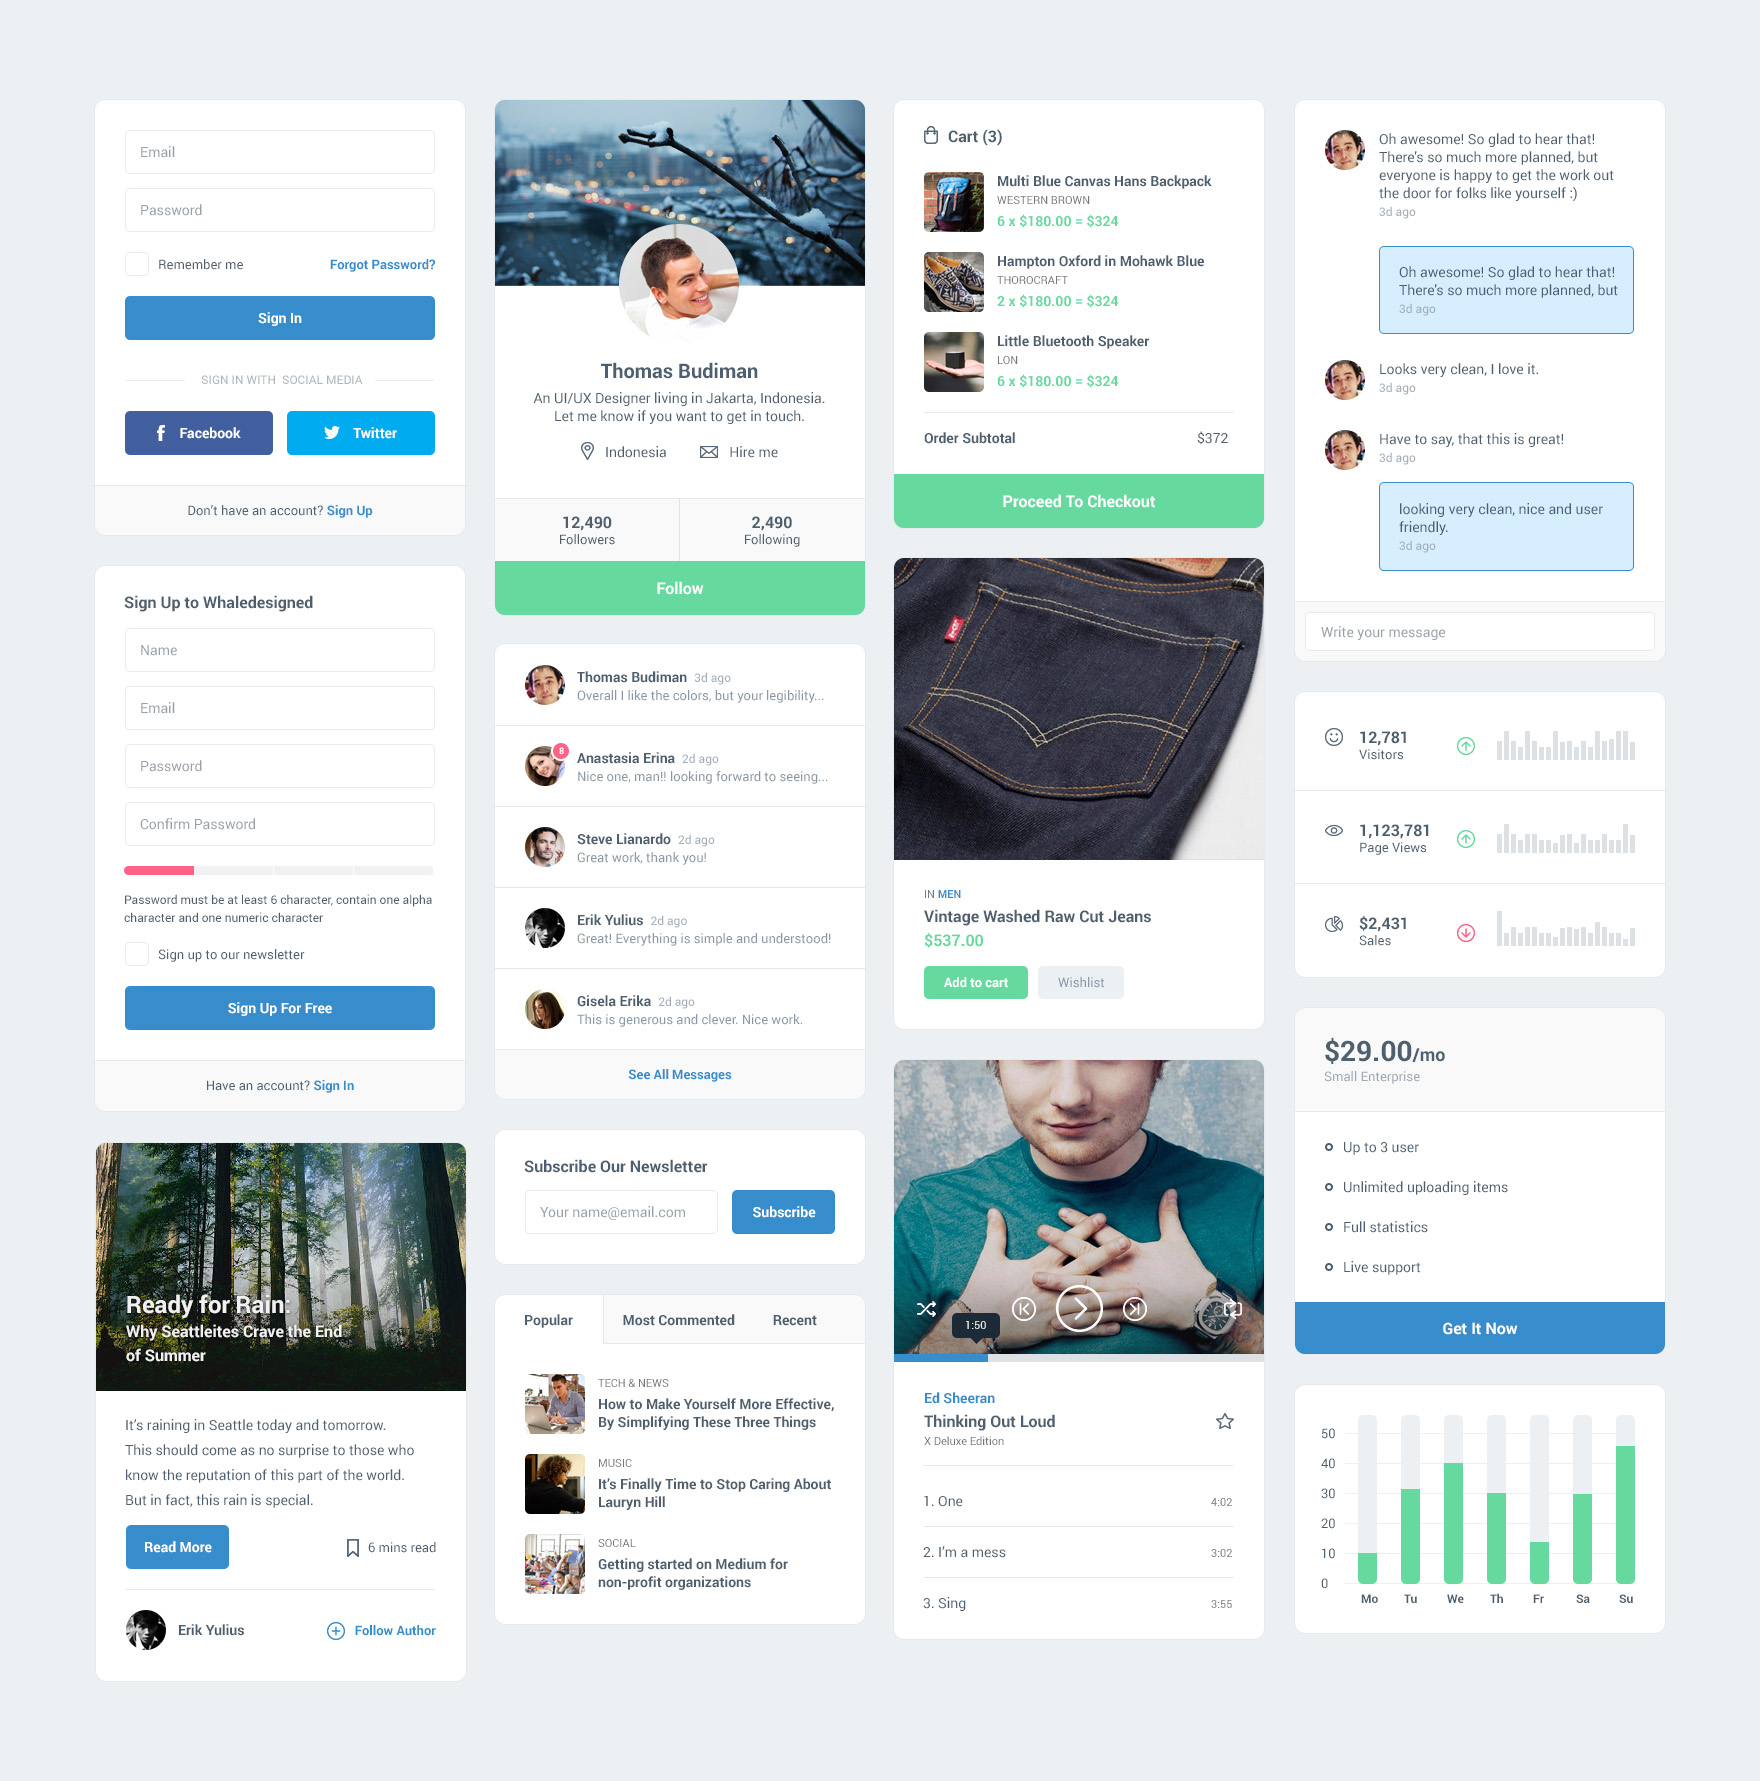 Email
Password
Remember me
Forgot Password?
Sign In
SIGN IN WITH SOCIAL MEDIA
Facebook
Twitter
Don't have an account? Sign Up
Sign Up to Whaledesigned
Name
Email
Password
Confirm Password
Password must be at least 6 character, contain one alpha
character and one numeric character
Sign up to our newsletter
Sign Up For Free
Have an account? Sign In
Ready for Rain:
Why Seattleites Crave the End
of Summer
It's raining in Seattle today and tomorrow.
This should come as no surprise to those who
know the reputation of this part of the world.
But in fact, this rain is special.
Read More
6 mins read
Erik Yulius
Follow Author
Thomas Budiman
An UI/UX Designer living in Jakarta, Indonesia.
Let me know if you want to get in touch.
Indonesia
Hire me
12,490
Followers
2,490
Following
Follow
Thomas Budiman 3d ago
Overall I like the colors, but your legibility...
8
Anastasia Erina 2d ago
Nice one, man!! looking forward to seeing...
Steve Lianardo 2d ago
Great work, thank you!
Erik Yulius 2d ago
Great! Everything is simple and understood!
Gisela Erika 2d ago
This is generous and clever. Nice work.
See All Messages
Subscribe Our Newsletter
Your name@email.com
Subscribe
Popular
Most Commented
Recent
TECH & NEWS
How to Make Yourself More Effective,
By Simplifying These Three Things
MUSIC
It's Finally Time to Stop Caring About
Lauryn Hill
SOCIAL
Getting started on Medium for
non-profit organizations
Cart (3)
Multi Blue Canvas Hans Backpack
WESTERN BROWN
6 x $180.00 = $324
Hampton Oxford in Mohawk Blue
THOROCRAFT
2 x $180.00 = $324
Little Bluetooth Speaker
LON
6 x $180.00 = $324
Order Subtotal
$372
Proceed To Checkout
IN MEN
Vintage Washed Raw Cut Jeans
$537.00
Add to cart
Wishlist
1:50
Ed Sheeran
Thinking Out Loud
X Deluxe Edition
1. One
4:02
2. I'm a mess
3:02
3. Sing
3:55
Oh awesome! So glad to hear that!
There's so much more planned, but
everyone is happy to get the work out
the door for folks like yourself :)
3d ago
Oh awesome! So glad to hear that!
There's so much more planned, but
3d ago
Looks very clean, I love it.
3d ago
Have to say, that this is great!
3d ago
looking very clean, nice and user
friendly.
3d ago
Write your message
12,781
Visitors
1,123,781
Page Views
$2,431
Sales
$29.00/mo
Small Enterprise
Up to 3 user
Unlimited uploading items
Full statistics
Live support
Get It Now
50
40
30
20
10
0
Mo Tu We Th Fr Sa Su